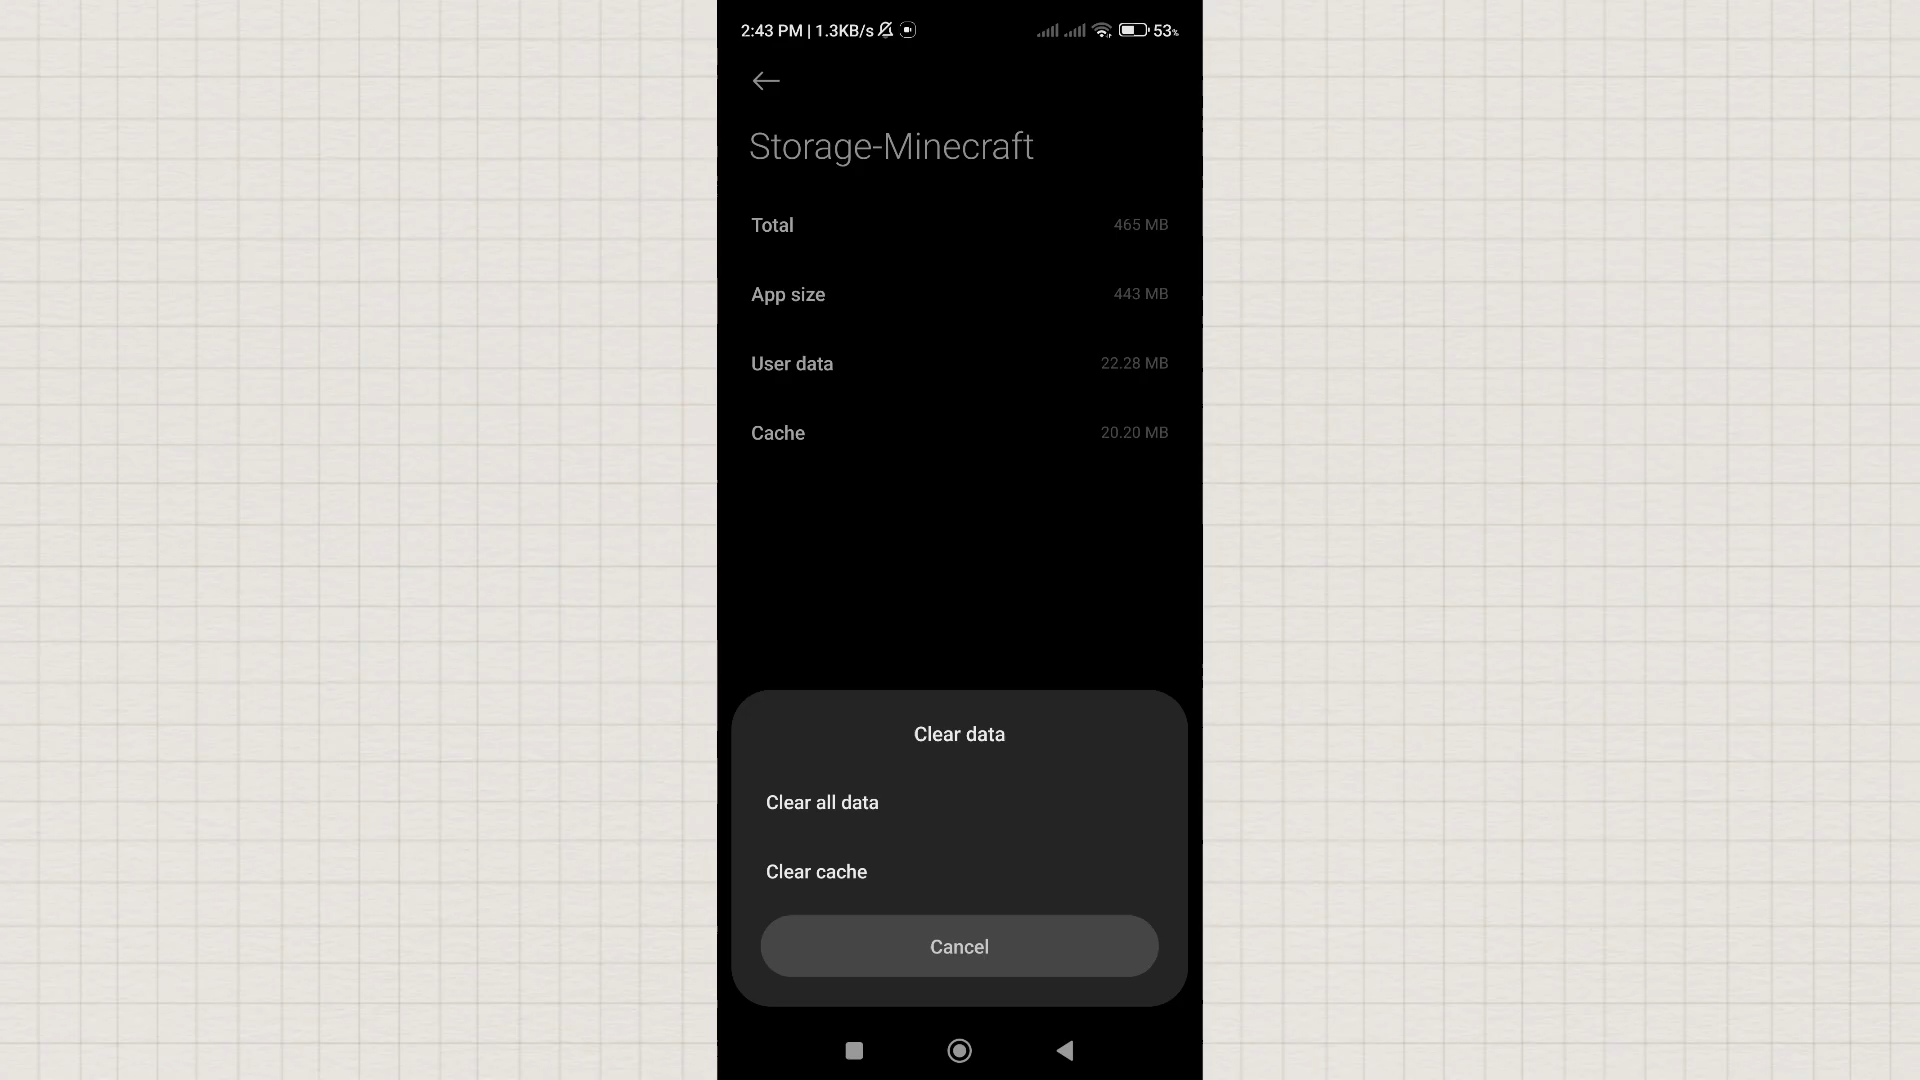 2:43 PM | 1.3KB/s 53%
Storage-Minecraft
Total 465 MB
App size 443 MB
User data 22.28 MB
Cache 20.20 MB
Clear data
Clear all data
Clear cache
Cancel